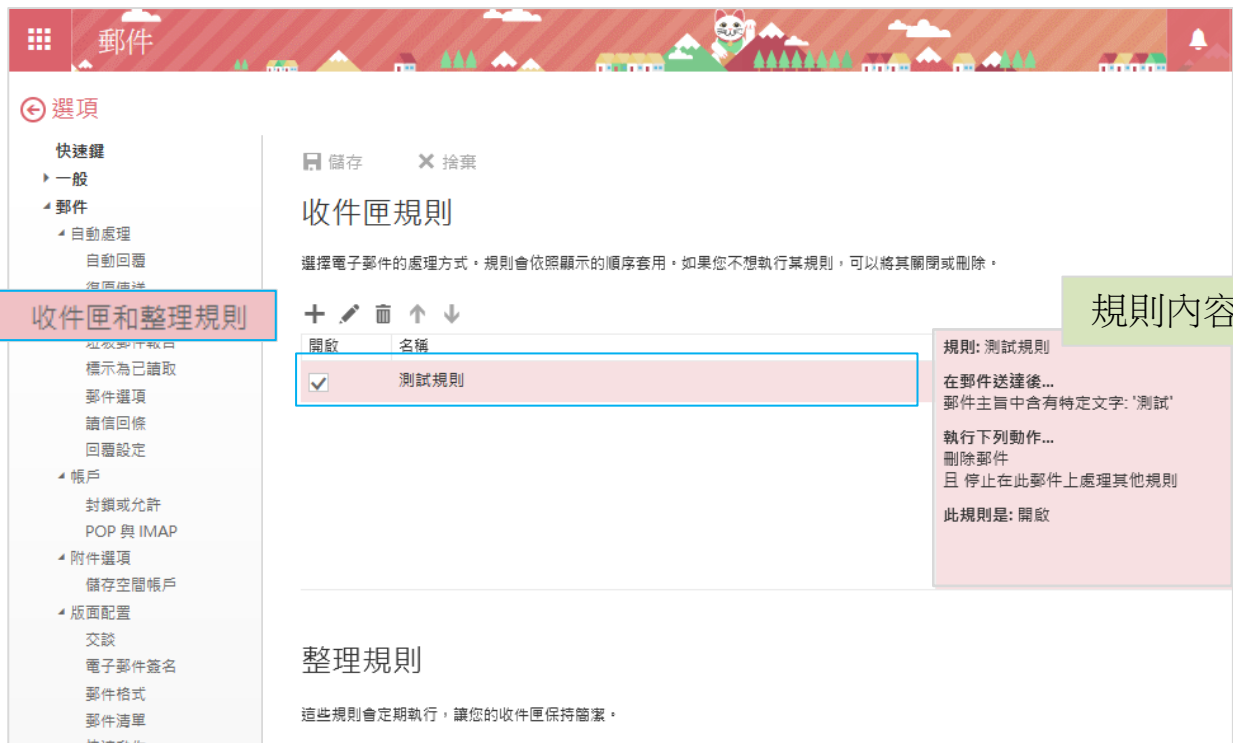 郵件
選項
快速鍵
一般
郵件
自動處理
自動回覆
復原傳送
收件匣和整理規則
垃圾郵件報告
標示為已讀取
郵件選項
讀信回條
回覆設定
帳戶
封鎖或允許
POP 與 IMAP
附件選項
儲存空間帳戶
版面配置
交談
電子郵件簽名
郵件格式
郵件清單
儲存
捨棄
收件匣規則
選擇電子郵件的處理方式。規則會依照顯示的順序套用。如果您不想執行某規則，可以將其關閉或刪除。
開啟 名稱
測試規則
規則內容
規則: 測試規則
在郵件送達後...
郵件主旨中含有特定文字: '測試'
執行下列動作...
刪除郵件
且 停止在此郵件上處理其他規則
此規則是: 開啟
整理規則
這些規則會定期執行，讓您的收件匣保持簡潔。